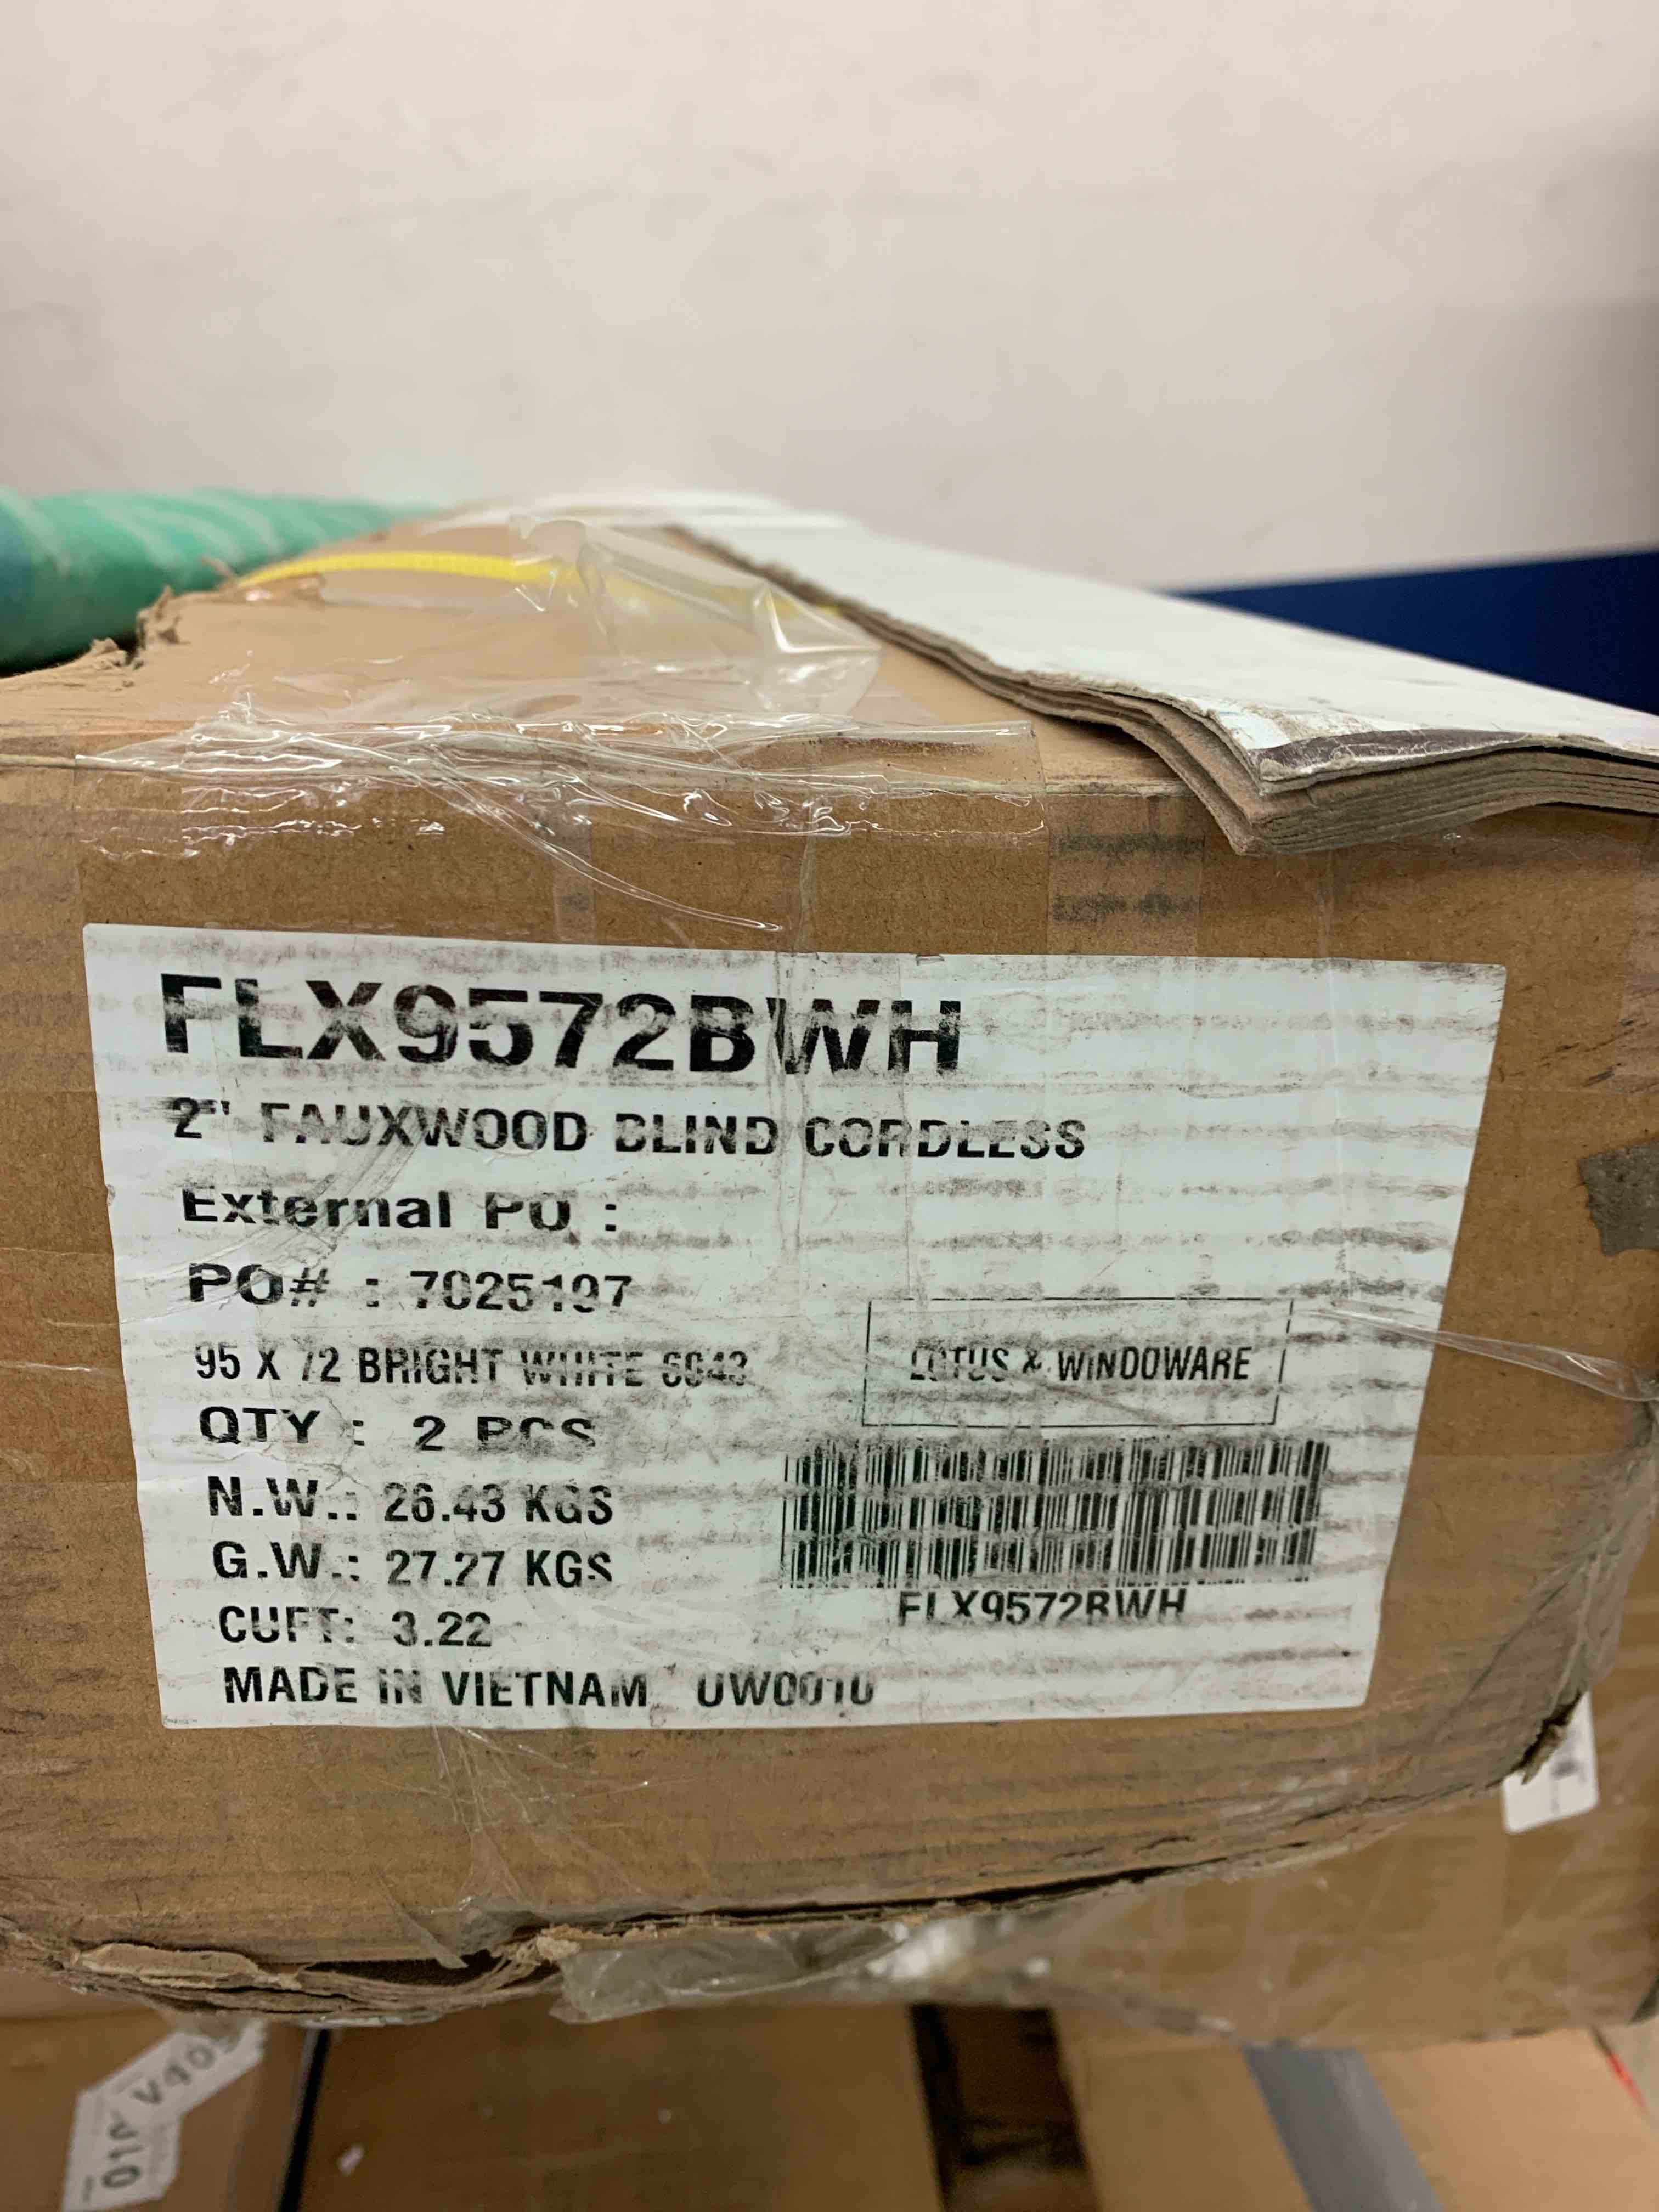 FLX9572BWH
2" FAUXWOOD BLIND CORDLESS
External PO :
PO# : 7025197
95 X 72 BRIGHT WHITE 6043
LOTUS & WINDOWARE
QTY : 2 PCS
N.W.: 26.43 KGS
G.W.: 27.27 KGS
FLX9572BWH
CUFT: 3.22
MADE IN VIETNAM UW0010